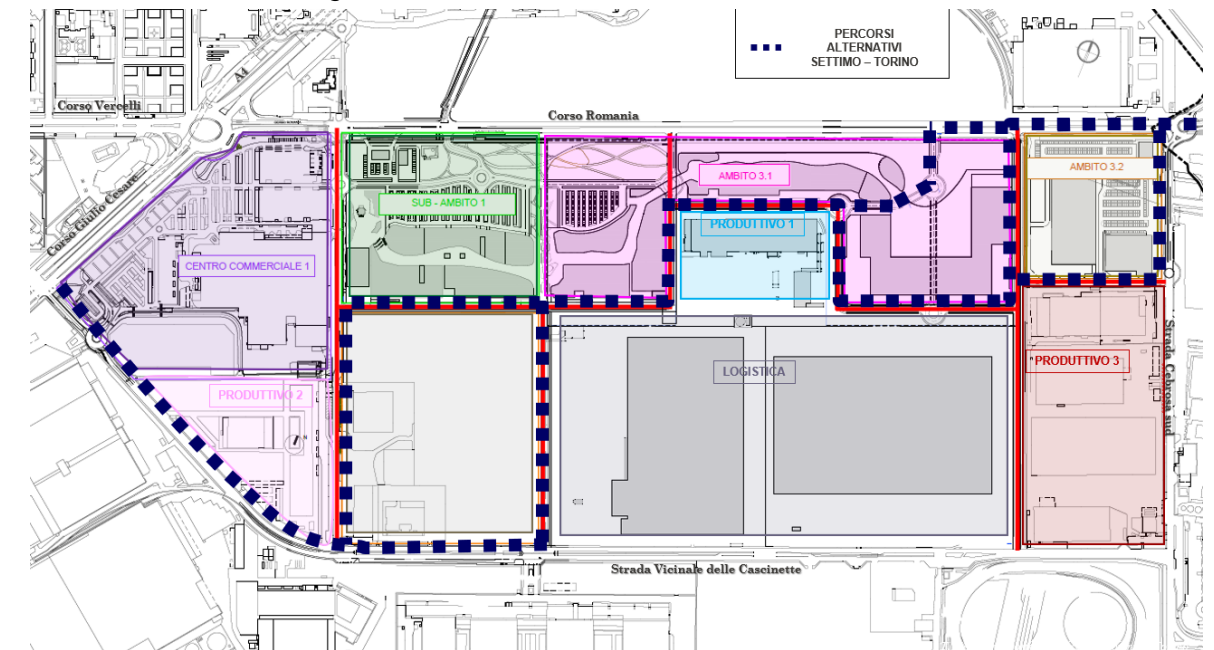 PERCORSI
ALTERNATIVI
SETTIMO – TORINO
A4
Corso Vercelli
Corso Romania
Corso Giulio Cesare
AMBITO 3.1
AMBITO 3.2
SUB - AMBITO 1
PRODUTTIVO 1
CENTRO COMMERCIALE 1
PRODUTTIVO 3
LOGISTICA
PRODUTTIVO 2
Strada Cebrosa sud
Strada Vicinale delle Cascinette